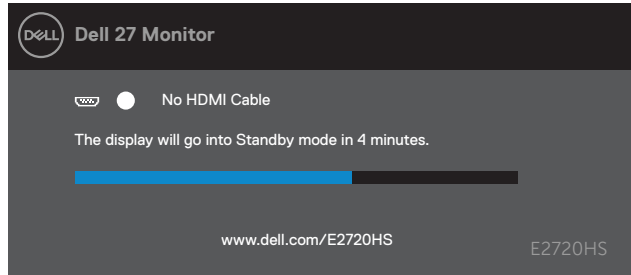 DELL
Dell 27 Monitor
No HDMI Cable
The display will go into Standby mode in 4 minutes.
www.dell.com/E2720HS
E2720HS